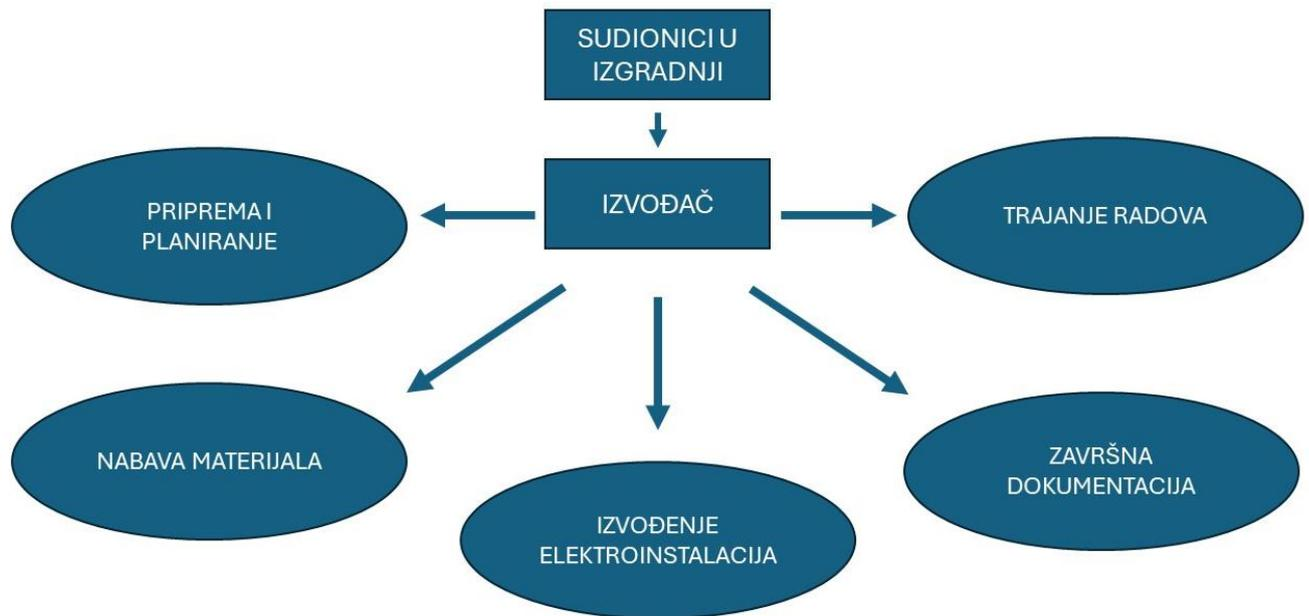 SUDIONICI U
IZGRADNJI
IZVOĐAČ
PRIPREMA I
PLANIRANJE
TRAJANJE RADOVA
NABAVA MATERIJALA
IZVOĐENJE
ELEKTROINSTALACIJA
ZAVRŠNA
DOKUMENTACIJA